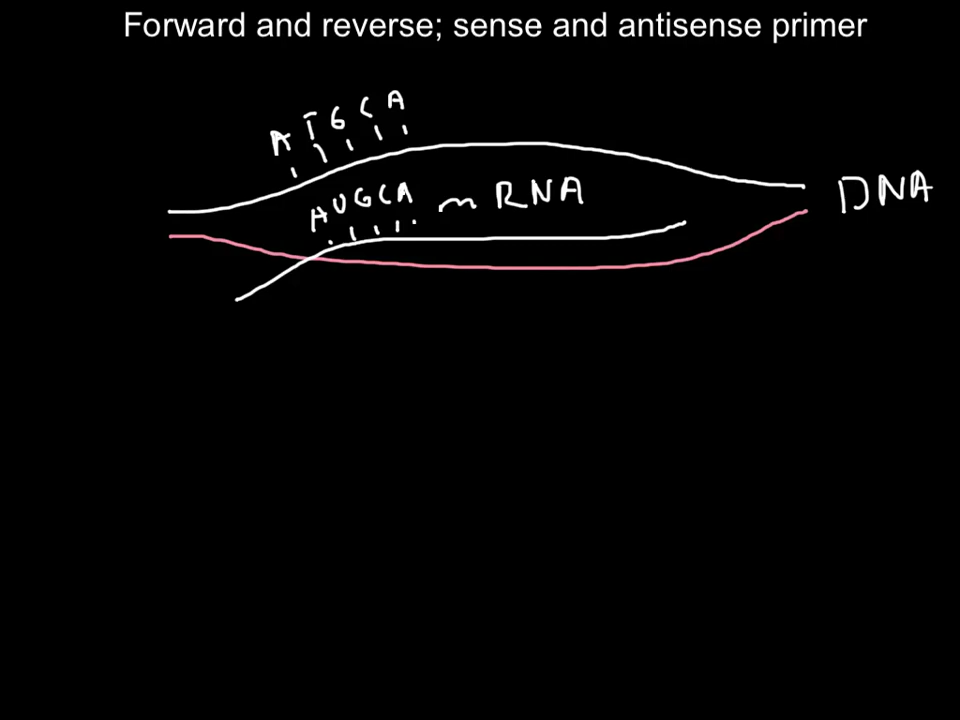 Forward and reverse; sense and antisense primer
ATGCA
DNA
AUGCA mRNA